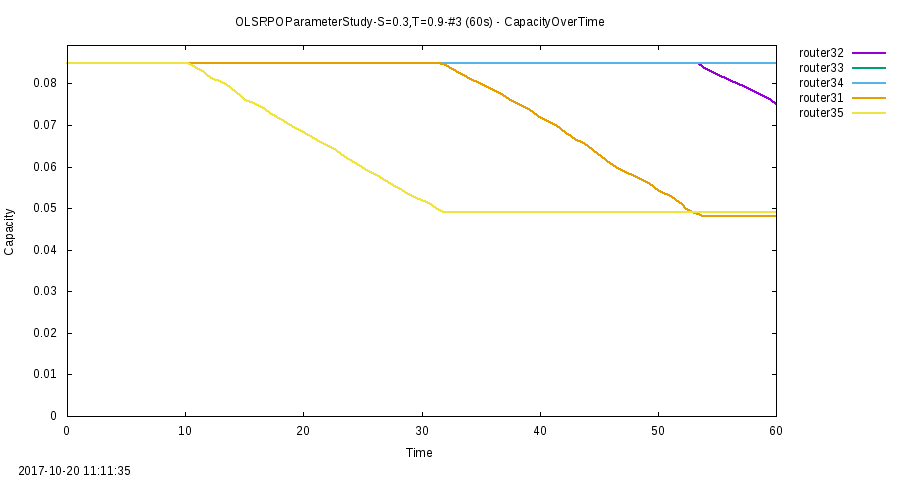 OLSRPOParameterStudy-S=0.3,T=0.9-#3 (60s) - CapacityOverTime
router32
router33
router34
router31
router35
0.08
0.07
0.06
0.05
0.04
0.03
0.02
0.01
0
Capacity
0 10 20 30 40 50 60
Time
2017-10-20 11:11:35